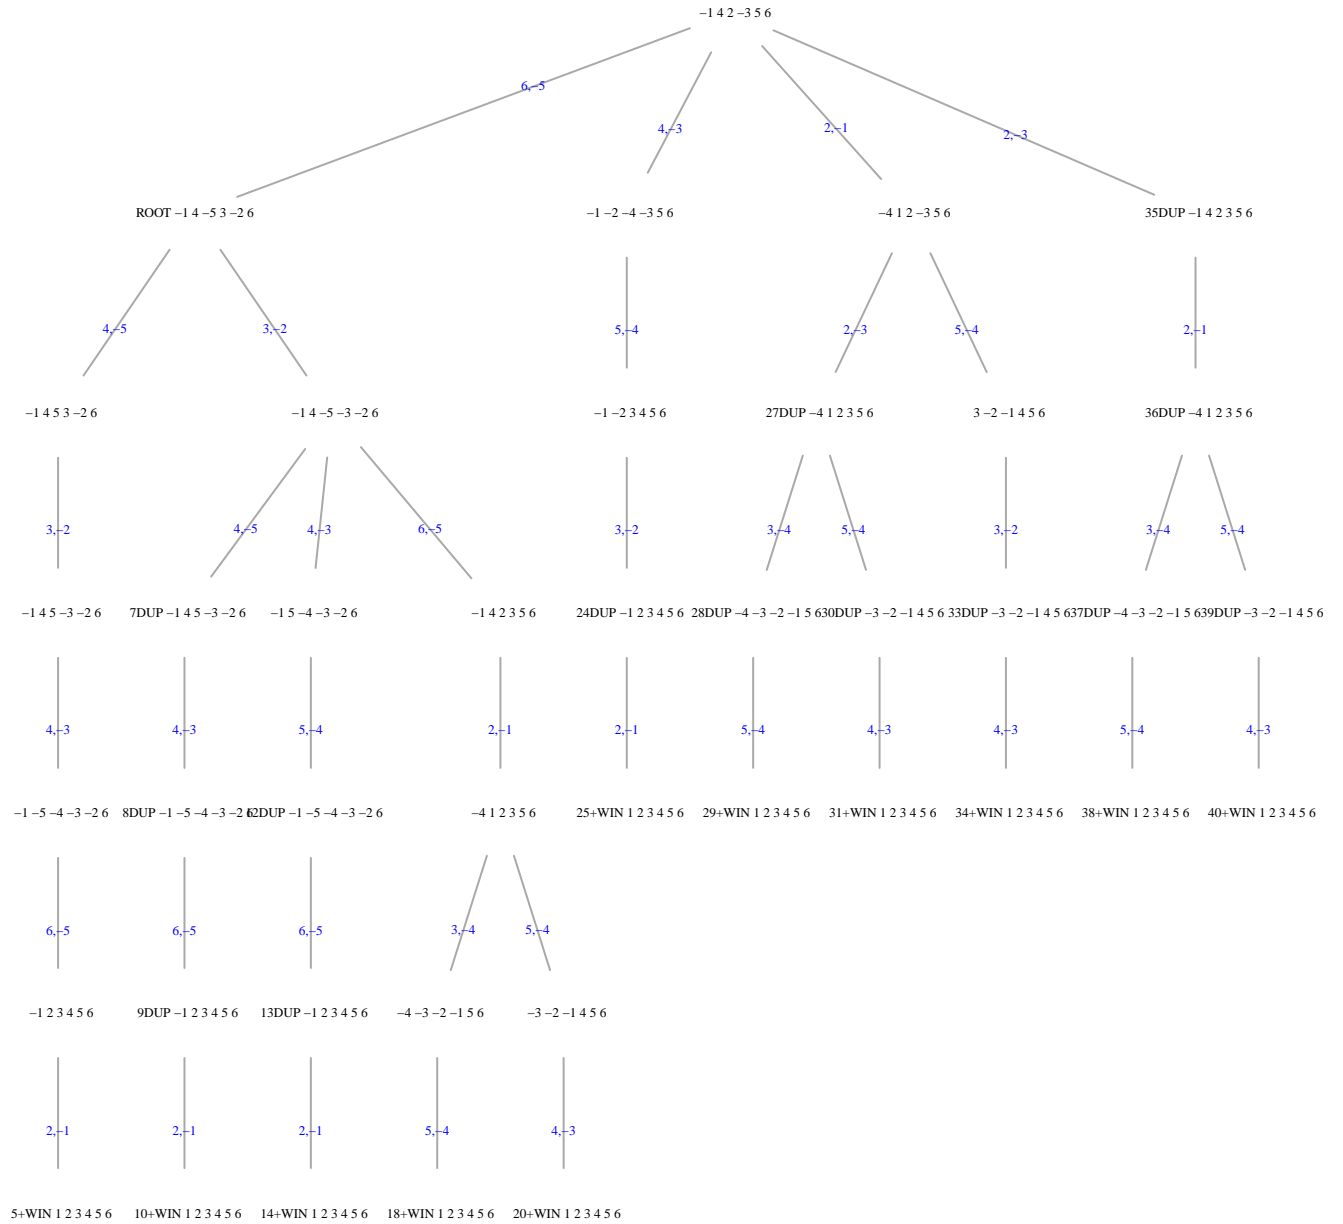 −1 4 2 −3 5 6
6,−5
4,−3
2,−1
2,−3
ROOT −1 4 −5 3 −2 6
−1 −2 −4 −3 5 6
−4 1 2 −3 5 6
35DUP −1 4 2 3 5 6
4,−5
3,−2
5,−4
2,−3
5,−4
2,−1
−1 4 5 3 −2 6
−1 4 −5 −3 −2 6
−1 −2 3 4 5 6
27DUP −4 1 2 3 5 6
3 −2 −1 4 5 6
36DUP −4 1 2 3 5 6
3,−2
4,−5
4,−3
6,−5
3,−2
3,−4
5,−4
3,−2
3,−4
5,−4
−1 4 5 −3 −2 6
7DUP −1 4 5 −3 −2 6
−1 5 −4 −3 −2 6
−1 4 2 3 5 6
24DUP −1 2 3 4 5 6
28DUP −4 −3 −2 −1 5 6
30DUP −3 −2 −1 4 5 6
33DUP −3 −2 −1 4 5 6
37DUP −4 −3 −2 −1 5 6
39DUP −3 −2 −1 4 5 6
4,−3
4,−3
5,−4
2,−1
2,−1
5,−4
4,−3
4,−3
5,−4
4,−3
−1 −5 −4 −3 −2 6
8DUP −1 −5 −4 −3 −2 6
12DUP −1 −5 −4 −3 −2 6
−4 1 2 3 5 6
25+WIN 1 2 3 4 5 6
29+WIN 1 2 3 4 5 6
31+WIN 1 2 3 4 5 6
34+WIN 1 2 3 4 5 6
38+WIN 1 2 3 4 5 6
40+WIN 1 2 3 4 5 6
6,−5
6,−5
6,−5
3,−4
5,−4
−1 2 3 4 5 6
9DUP −1 2 3 4 5 6
13DUP −1 2 3 4 5 6
−4 −3 −2 −1 5 6
−3 −2 −1 4 5 6
2,−1
2,−1
2,−1
5,−4
4,−3
5+WIN 1 2 3 4 5 6
10+WIN 1 2 3 4 5 6
14+WIN 1 2 3 4 5 6
18+WIN 1 2 3 4 5 6
20+WIN 1 2 3 4 5 6